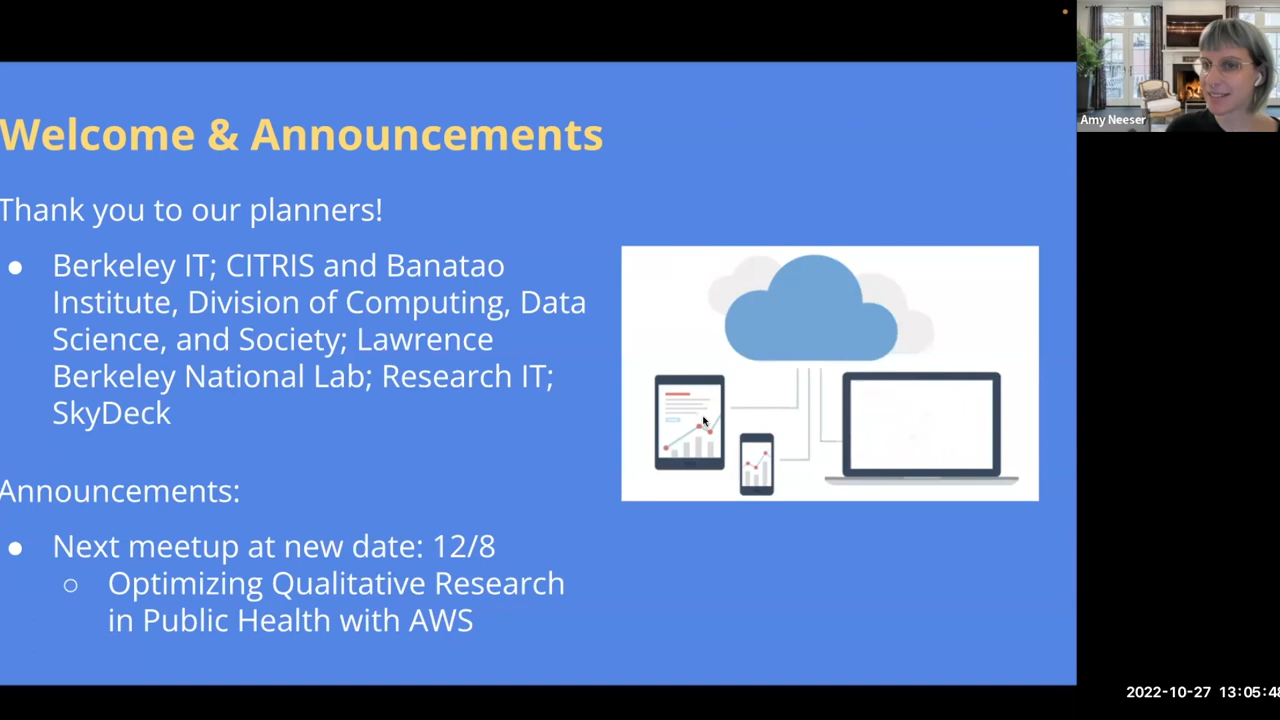 Welcome & Announcements
Thank you to our planners!
● Berkeley IT; CITRIS and Banatao
Institute, Division of Computing, Data
Science, and Society; Lawrence
Berkeley National Lab; Research IT;
SkyDeck
Announcements:
● Next meetup at new date: 12/8
○ Optimizing Qualitative Research
in Public Health with AWS
Amy Neeser
2022-10-27 13:05:48